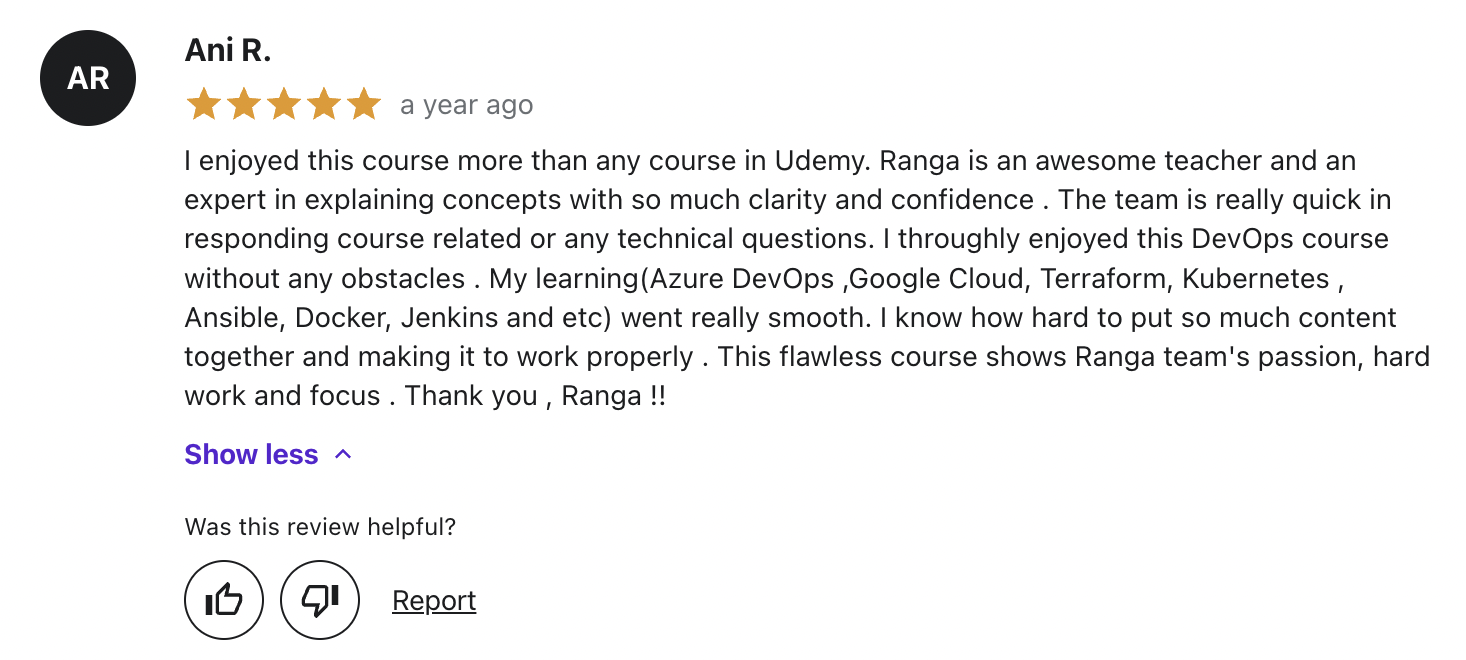 AR
Ani R.
a year ago
I enjoyed this course more than any course in Udemy. Ranga is an awesome teacher and an
expert in explaining concepts with so much clarity and confidence . The team is really quick in
responding course related or any technical questions. I throughly enjoyed this DevOps course
without any obstacles . My learning(Azure DevOps ,Google Cloud, Terraform, Kubernetes ,
Ansible, Docker, Jenkins and etc) went really smooth. I know how hard to put so much content
together and making it to work properly . This flawless course shows Ranga team's passion, hard
work and focus . Thank you , Ranga !!
Show less
Was this review helpful?
Report